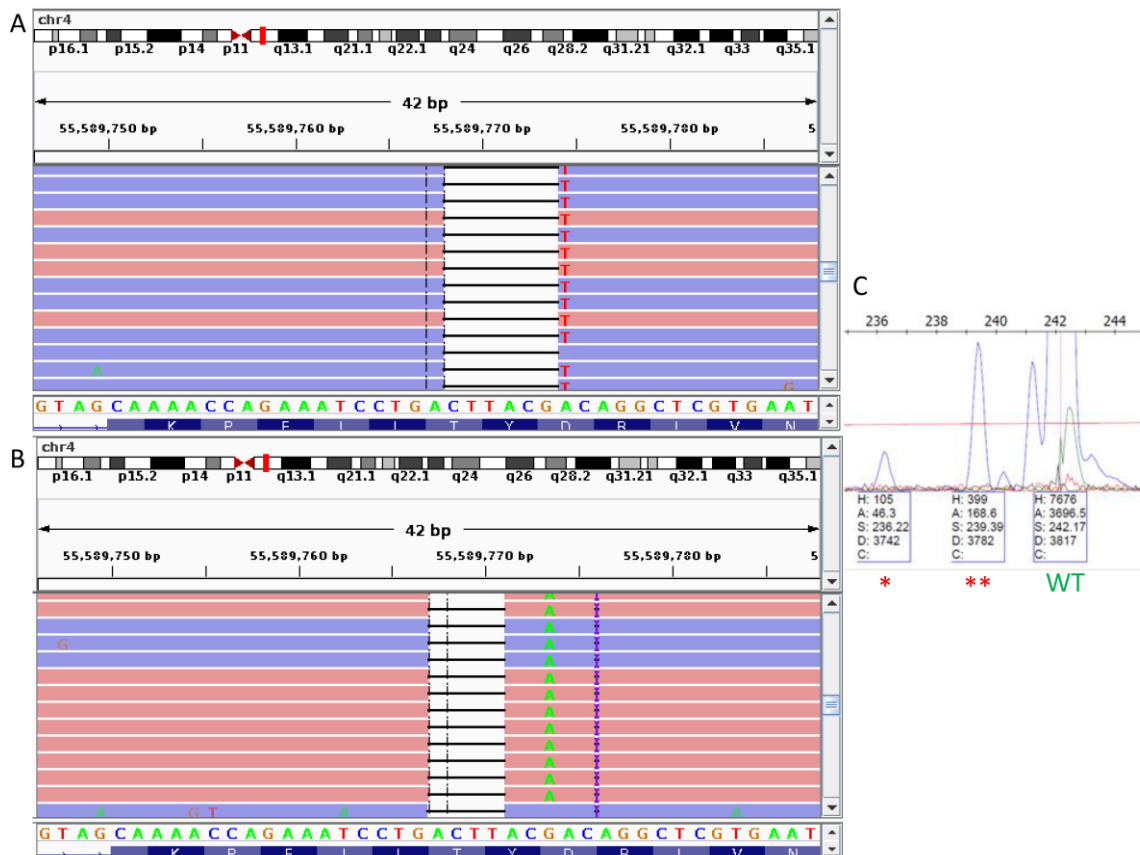 A
chr4
p16.1 p15.2 p14 p11 q13.1 q21.1 q22.1 q24 q26 q28.2 q31.21 q32.1 q33 q35.1
42 bp
55,589,750 bp 55,589,760 bp 55,589,770 bp 55,589,780 bp 5
T
T
T
T
T
T
T
T
T
T
T
A T
T G
G T A G C A A A A C C A G A A A T C C T G A C T T A C G A C A G G C T C G T G A A T
K P E I L T Y D R L V N
B
chr4
p16.1 p15.2 p14 p11 q13.1 q21.1 q22.1 q24 q26 q28.2 q31.21 q32.1 q33 q35.1
42 bp
55,589,750 bp 55,589,760 bp 55,589,770 bp 55,589,780 bp 5
A
A
A
G A
A
A
A
A
A
A
A
A
A
A G T A A
G T A G C A A A A C C A G A A A T C C T G A C T T A C G A C A G G C T C G T G A A T
K P E I L T Y D R L V N
C
236 238 240 242 244
H: 105
A: 46.3
S: 236.22
D: 3742
C:
H: 399
A: 168.6
S: 239.39
D: 3782
C:
H: 7676
A: 3696.5
S: 242.17
D: 3817
C:
* ** WT